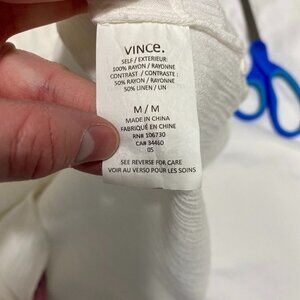 VINCE.
SELF / EXTERIEUR:
100% RAYON / RAYONNE
CONTRAST / CONTRASTE :
50% RAYON / RAYONNE
50% LINEN / LIN
M / M
MADE IN CHINA
FABRIQUÉ EN CHINE
RN# 106730
CA# 34460
05
SEE REVERSE FOR CARE
VOIR AU VERSO POUR LES SOINS